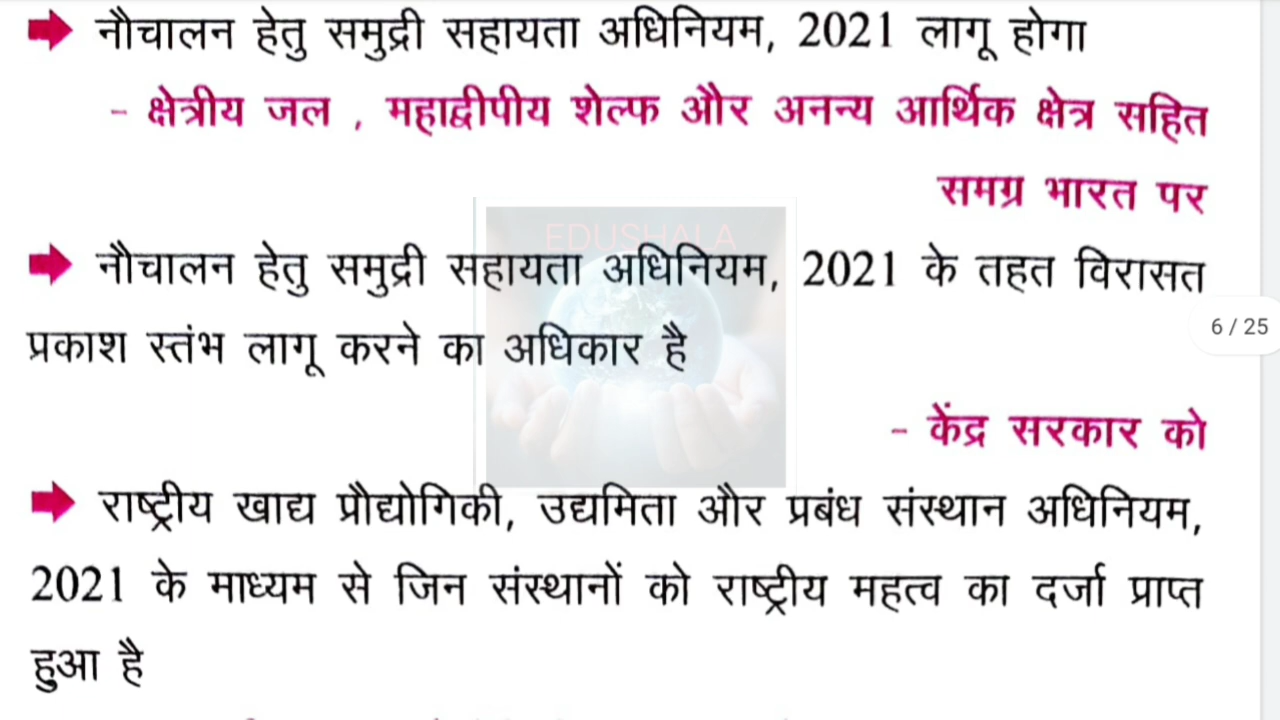 नौचालन हेतु समुद्री सहायता अधिनियम, 2021 लागू होगा
- क्षेत्रीय जल , महाद्वीपीय शेल्फ और अनन्य आर्थिक क्षेत्र सहित
समग्र भारत पर
EDUSHALA
नौचालन हेतु समुद्री सहायता अधिनियम, 2021 के तहत विरासत
प्रकाश स्तंभ लागू करने का अधिकार है
6 / 25
- केंद्र सरकार को
राष्ट्रीय खाद्य प्रौद्योगिकी, उद्यमिता और प्रबंध संस्थान अधिनियम,
2021 के माध्यम से जिन संस्थानों को राष्ट्रीय महत्व का दर्जा प्राप्त
हुआ है